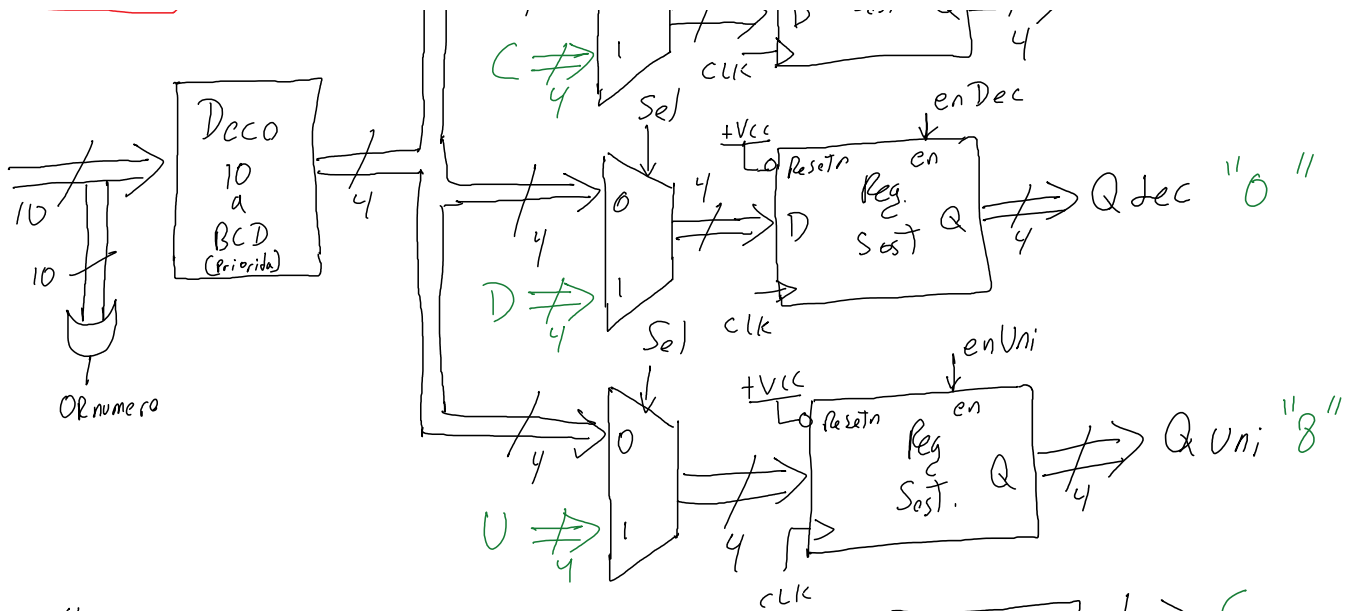 D
Q
1
C
4
CLK
4
Sel
enDec
Deco
10
a
BCD
(Priorida)
10
4
10
ORnumero
0
4
1
D
4
4
+Vcc
Resetn
en
Reg.
Sost
D
Q
clk
4
Q dec "0"
Sel
enUni
0
4
1
U
4
4
+VCC
Resetn
en
Reg
Sost.
Q
CLK
4
Q uni "8"